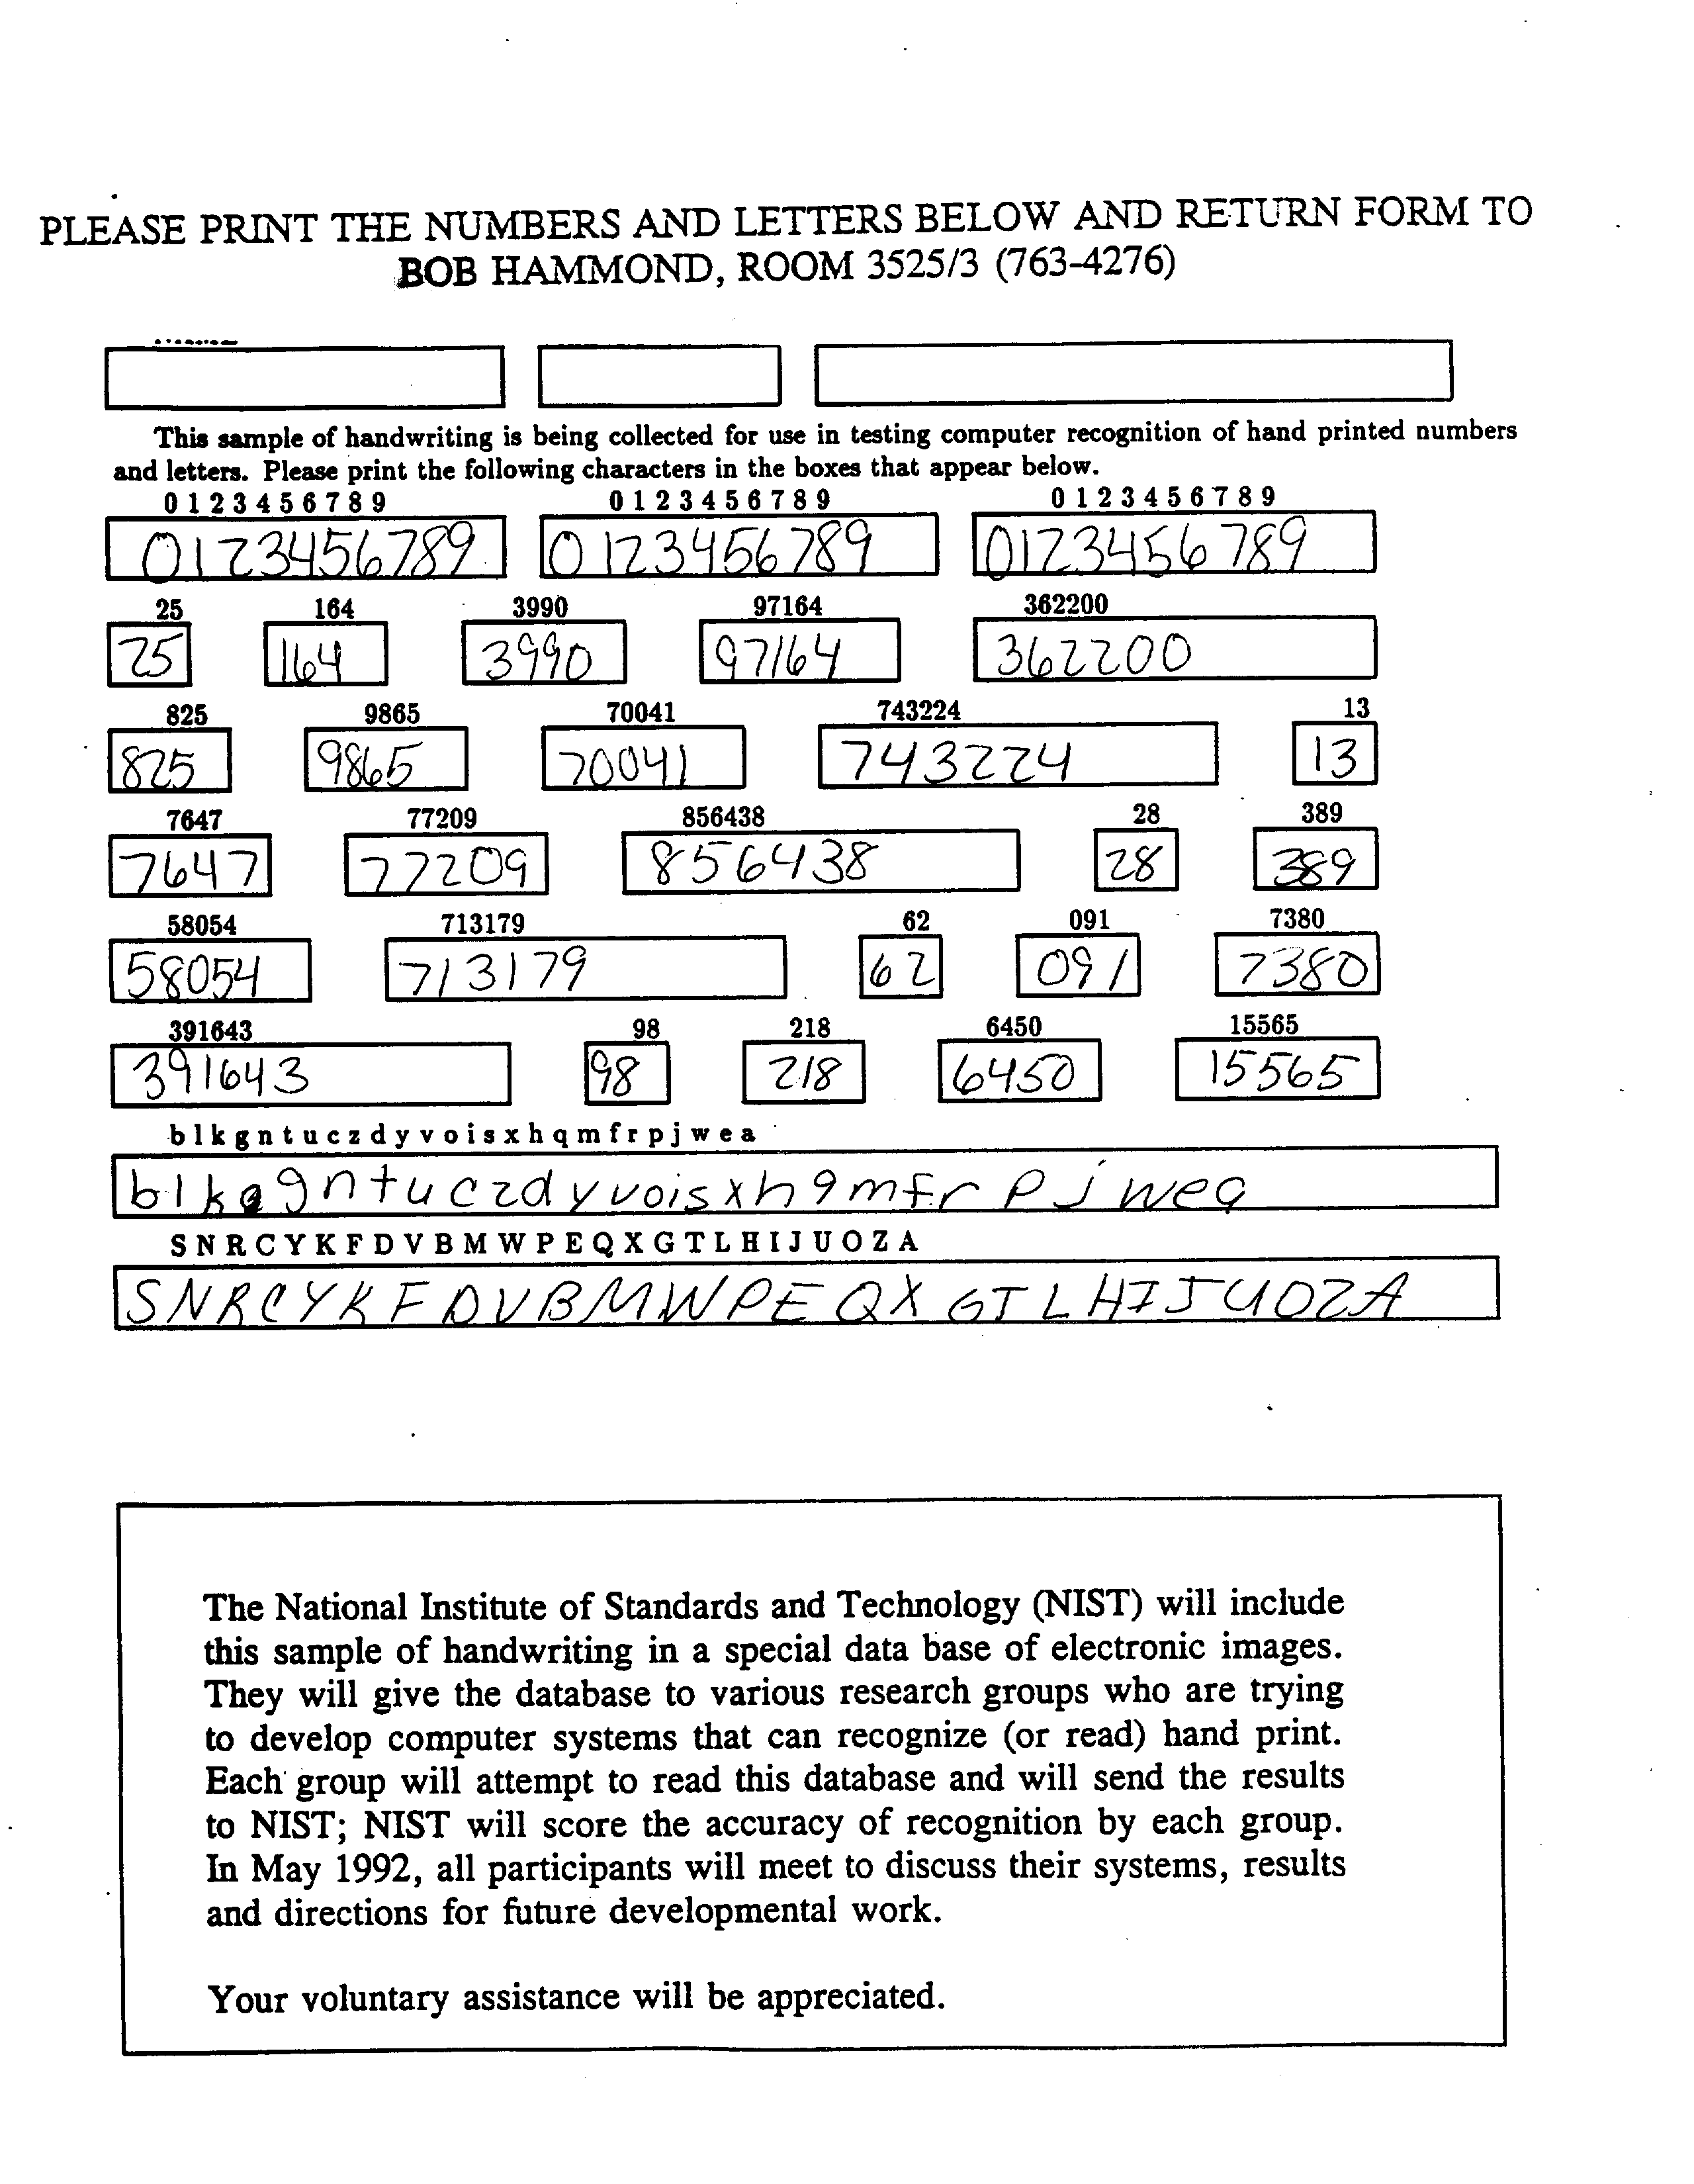 PLEASE PRINT THE NUMBERS AND LETTERS BELOW AND RETURN FORM TO
BOB HAMMOND, ROOM 3525/3 (763-4276)
This sample of handwriting is being collected for use in testing computer recognition of hand printed numbers
and letters. Please print the following characters in the boxes that appear below.
0 1 2 3 4 5 6 7 8 9 0 1 2 3 4 5 6 7 8 9 0 1 2 3 4 5 6 7 8 9
0123456789 0123456789 0123456789
25 164 3990 97164 362200
25 164 3990 97164 362200
825 9865 70041 743224 13
825 9865 70041 743224 13
7647 77209 856438 28 389
7647 77209 856438 28 389
58054 713179 62 091 7380
58054 713179 62 091 7380
391643 98 218 6450 15565
391643 98 218 6450 15565
b l k g n t u c z d y v o i s x h q m f r p j w e a
b l k g n t u c z d y v o i s x h q m f r p j w e a
S N R C Y K F D V B M W P E Q X G T L H I J U O Z A
S N R C Y K F D V B M W P E Q X G T L H I J U O Z A
The National Institute of Standards and Technology (NIST) will include
this sample of handwriting in a special data base of electronic images.
They will give the database to various research groups who are trying
to develop computer systems that can recognize (or read) hand print.
Each group will attempt to read this database and will send the results
to NIST; NIST will score the accuracy of recognition by each group.
In May 1992, all participants will meet to discuss their systems, results
and directions for future developmental work.
Your voluntary assistance will be appreciated.